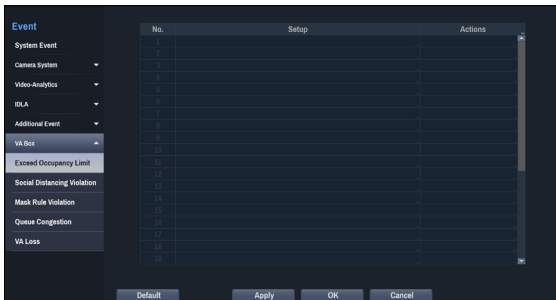 Event
System Event
Camera System
Video-Analytics
IDLA
Additional Event
VA Box
Exceed Occupancy Limit
Social Distancing Violation
Mask Rule Violation
Queue Congestion
VA Loss
No. Setup Actions
1
2
3
4
5
6
7
8
9
10
11
12
13
14
15
16
17
18
19
Default Apply OK Cancel